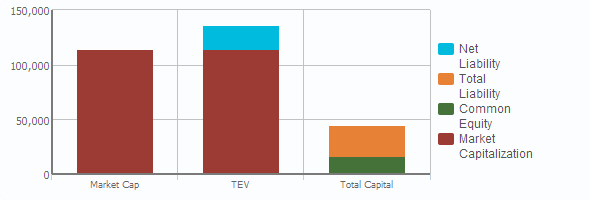 150,000
100,000
50,000
0
Market Cap
TEV
Total Capital
Net
Liability
Total
Liability
Common
Equity
Market
Capitalization